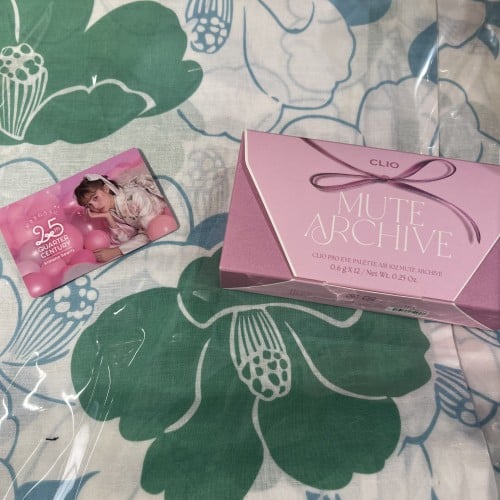 25
QUARTER
CENTURY
CLIO
MUTE
ARCHIVE
CLIO PRO EYE PALETTE AIR #02 MUTE ARCHIVE
0.6 g X 12 / Net Wt. 0.25 Oz.